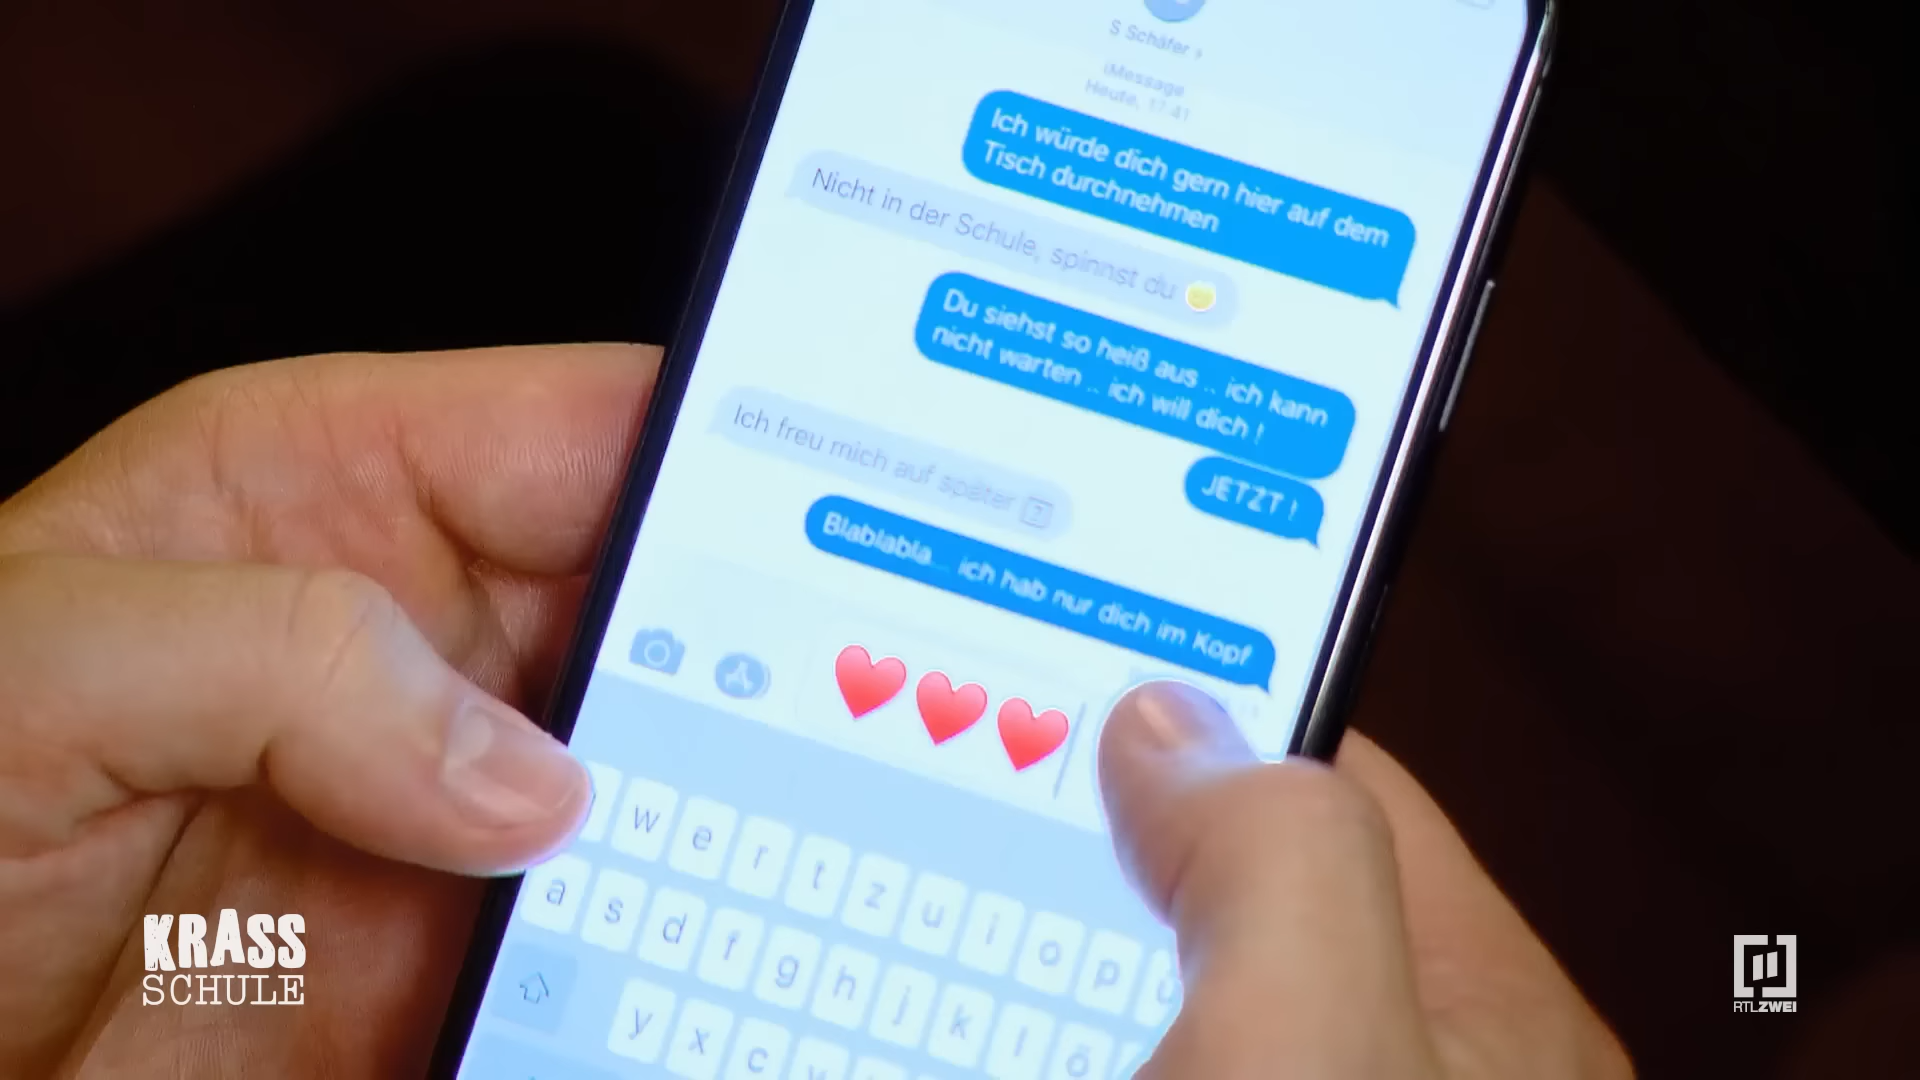 S Schäfer
iMessage
Heute, 17:41
Ich würde dich gern hier auf dem
Tisch durchnehmen
Nicht in der Schule, spinnst du
Du siehst so heiß aus .. ich kann
nicht warten .. ich will dich !
JETZT !
Ich freu mich auf später
Blablabla... ich hab nur dich im Kopf
w e r t z u i o p ü
a s d f g h j k l ö
y x c v
KRASS
SCHULE
RTLZWEI